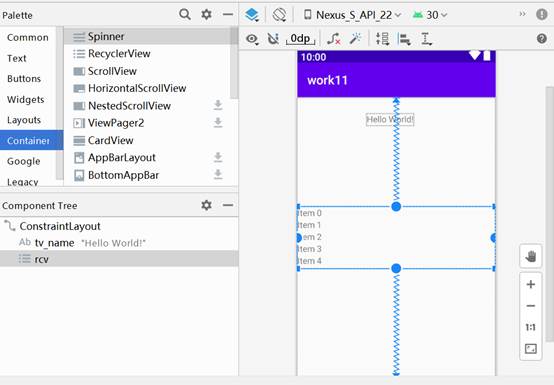 Palette
Common
Text
Buttons
Widgets
Layouts
Container
Google
Legacy
Spinner
RecyclerView
ScrollView
HorizontalScrollView
NestedScrollView
ViewPager2
CardView
AppBarLayout
BottomAppBar
Component Tree
ConstraintLayout
Ab tv_name "Hello World!"
rcv
Nexus_S_API_22
30
0dp
10:00
work11
Hello World!
Item 0
Item 1
Item 2
Item 3
Item 4
1:1